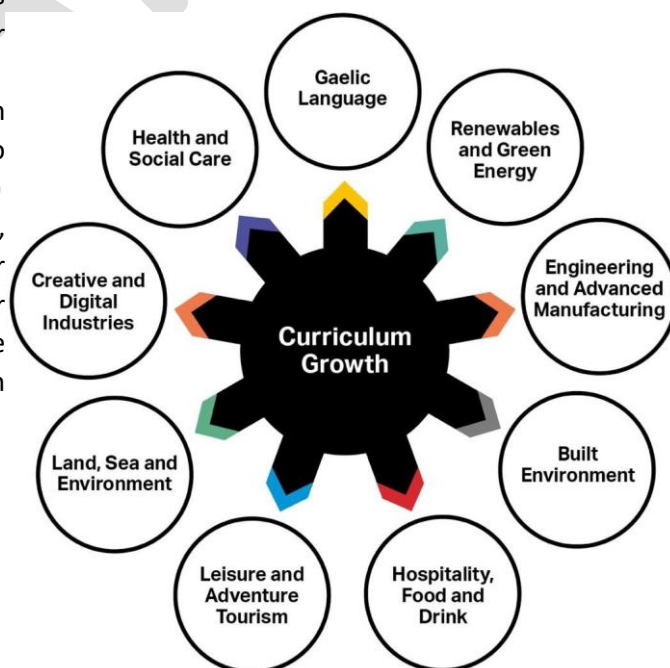 Gaelic
Language
Renewables
and Green
Energy
Engineering
and Advanced
Manufacturing
Built
Environment
Hospitality,
Food and
Drink
Leisure and
Adventure
Tourism
Land, Sea and
Environment
Creative and
Digital
Industries
Health and
Social Care
Curriculum
Growth